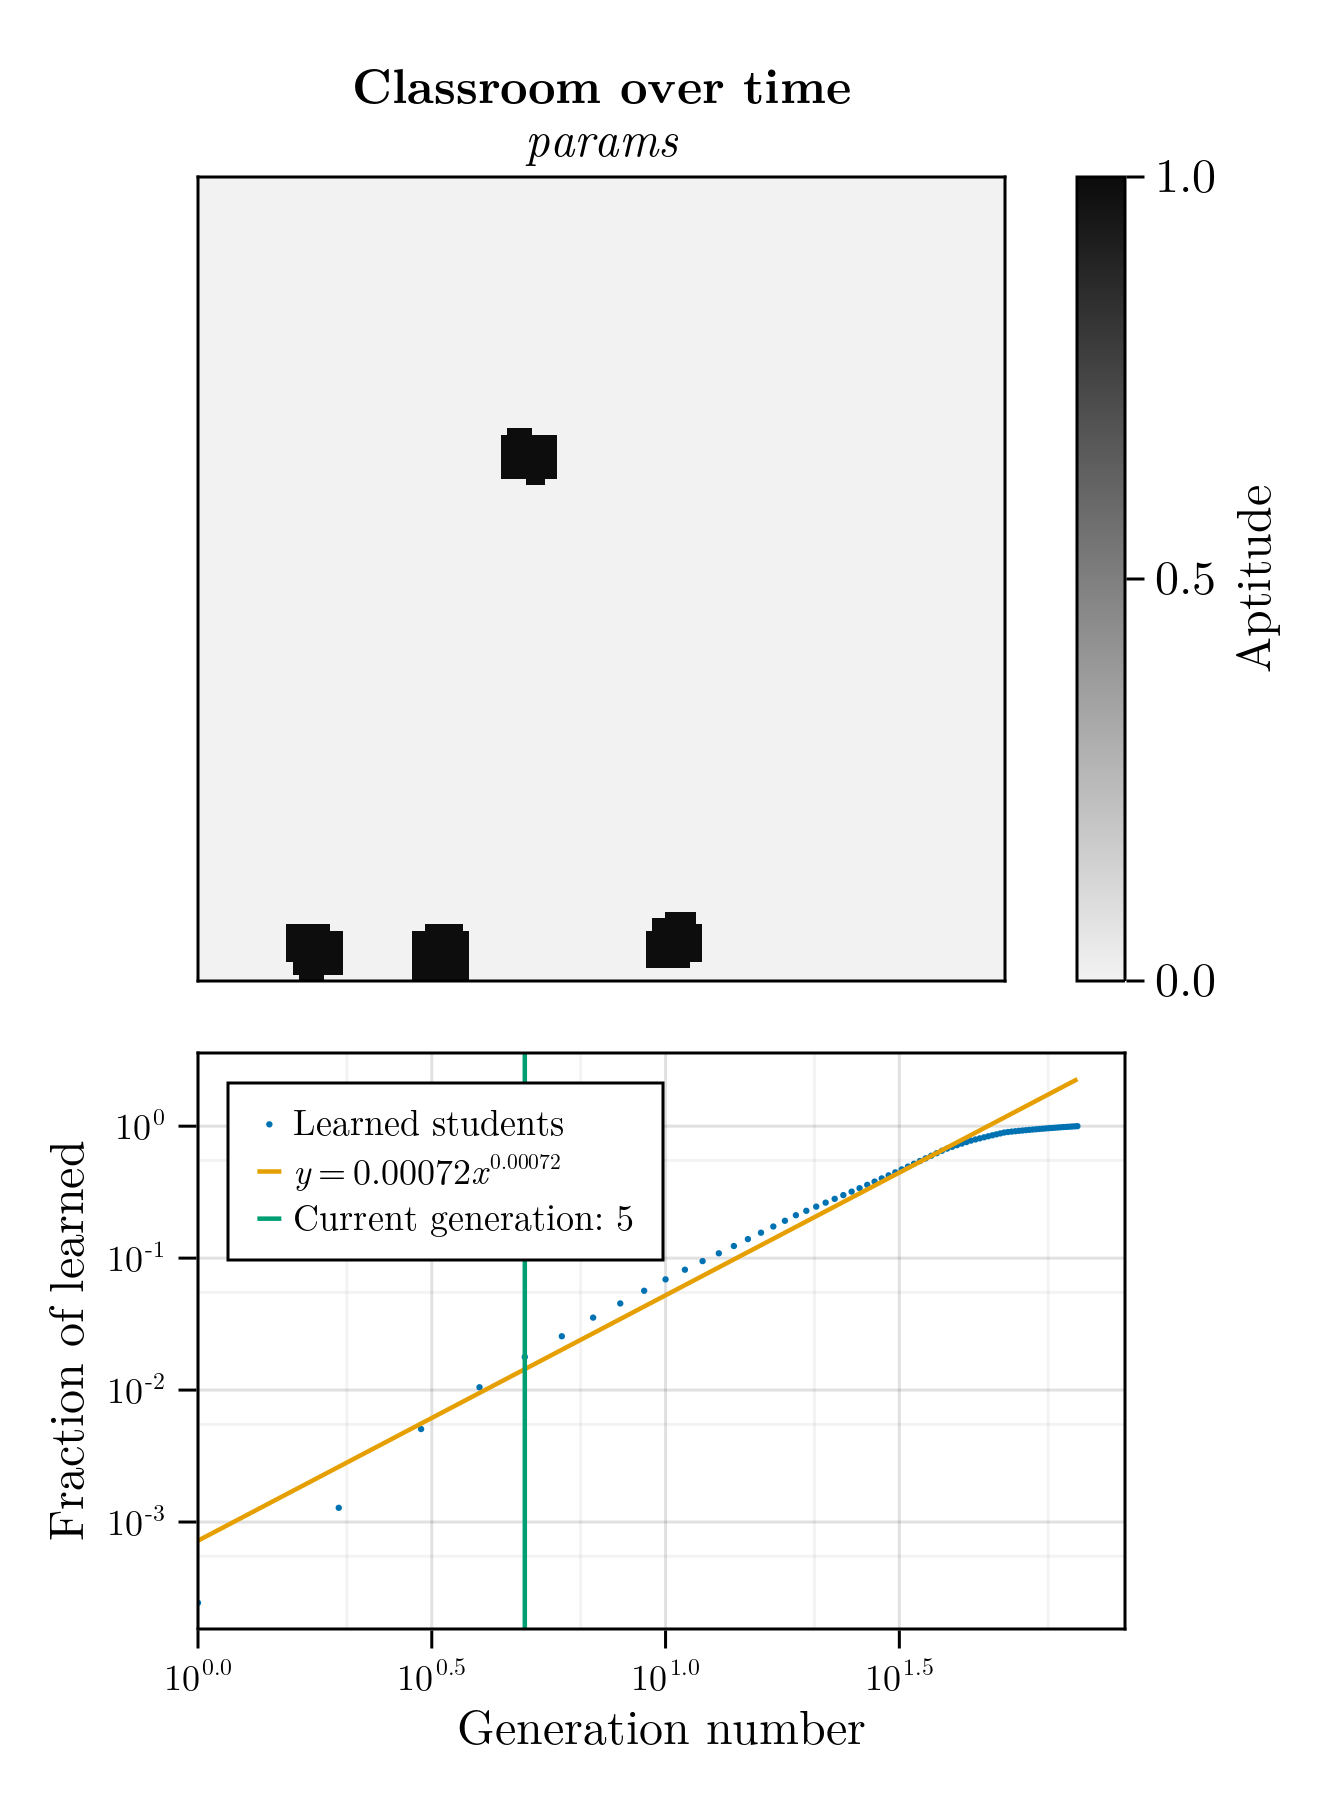 Classroom over time
params
1.0
0.5
0.0
Aptitude
Learned students
y = 0.00072x^0.00072
Current generation: 5
10^0
10^-1
10^-2
10^-3
Fraction of learned
10^0.0
10^0.5
10^1.0
10^1.5
Generation number